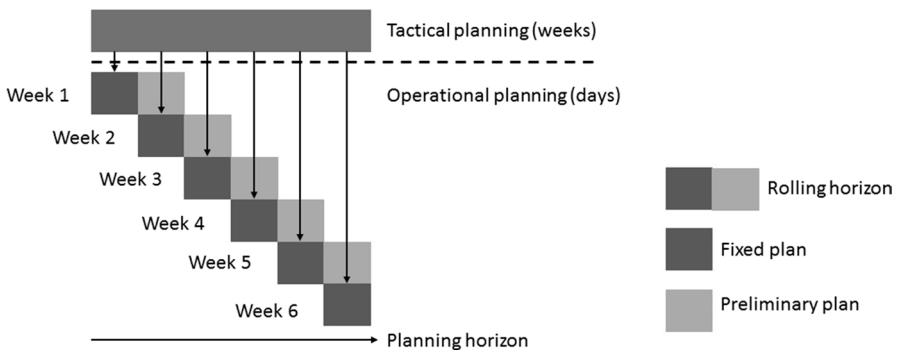 Tactical planning (weeks)
Operational planning (days)
Week 1
Week 2
Week 3
Week 4
Week 5
Week 6
Planning horizon
Rolling horizon
Fixed plan
Preliminary plan